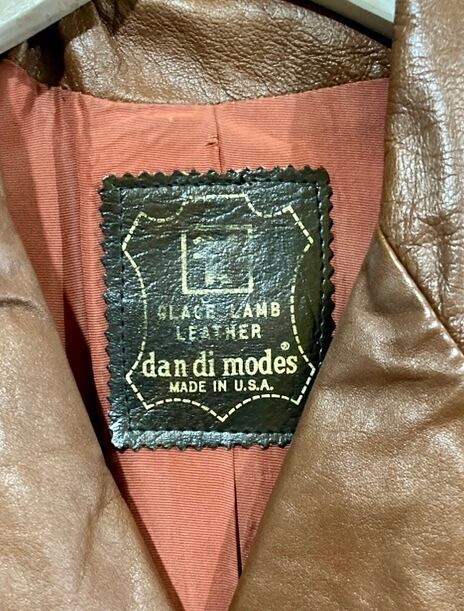 GLACE LAMB
LEATHER
dan di modes®
MADE IN U.S.A.